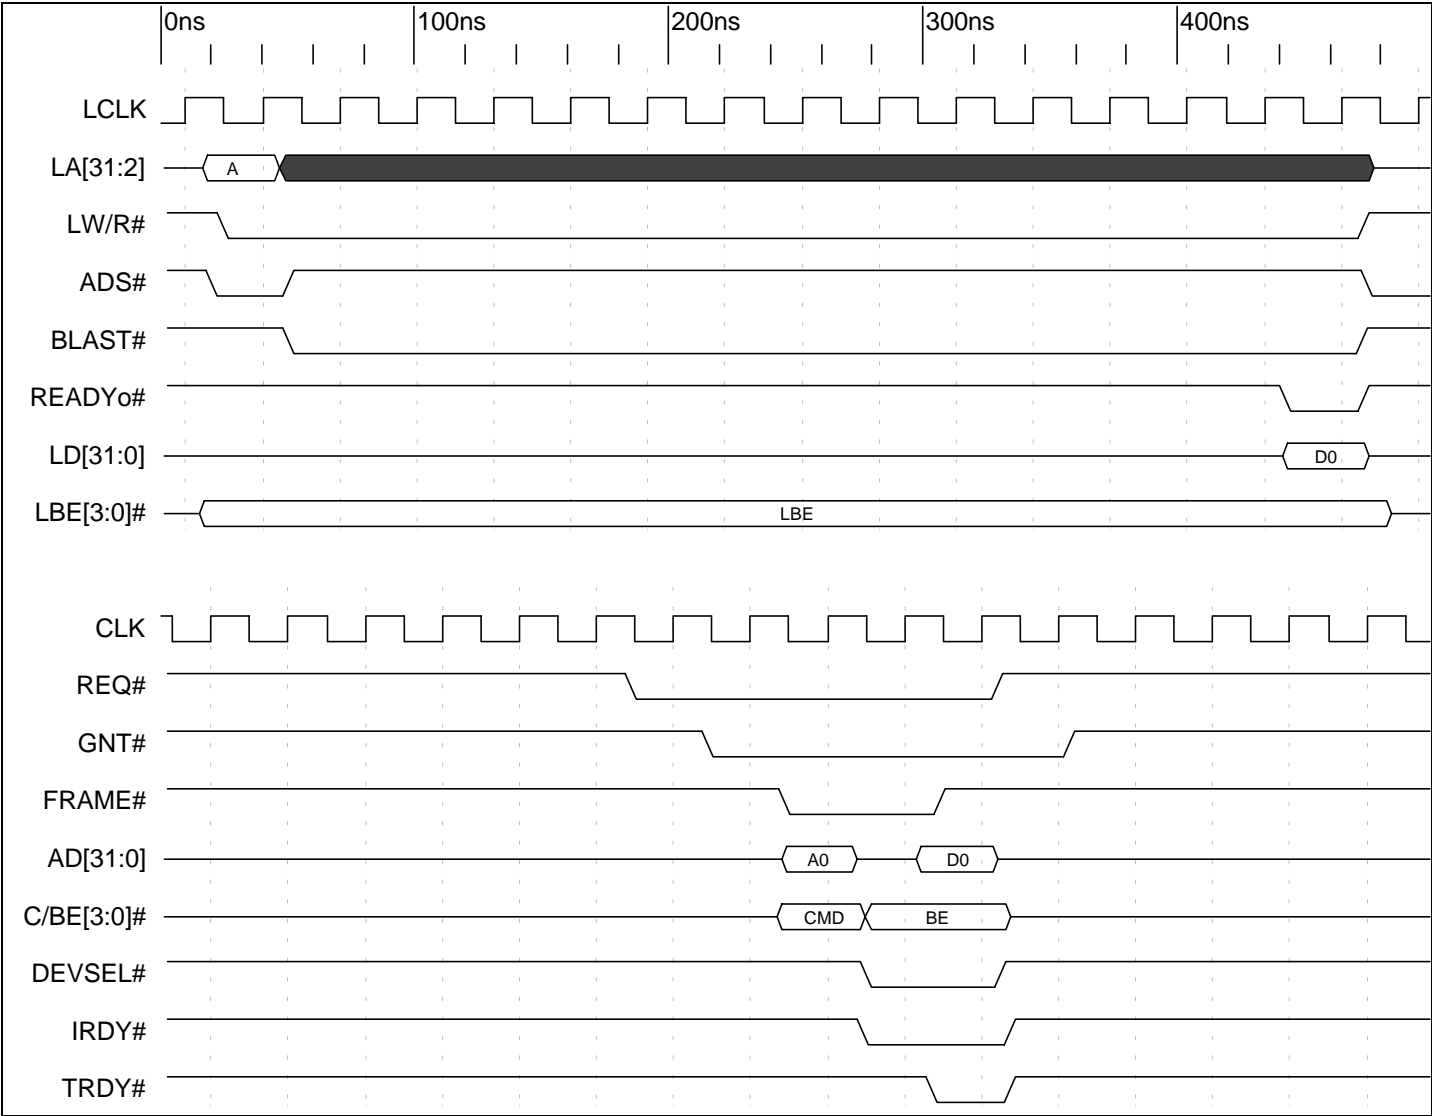 0ns 100ns 200ns 300ns 400ns
LCLK
LA[31:2] A
LW/R#
ADS#
BLAST#
READYo#
LD[31:0] D0
LBE[3:0]# LBE
CLK
REQ#
GNT#
FRAME#
AD[31:0] A0 D0
C/BE[3:0]# CMD BE
DEVSEL#
IRDY#
TRDY#